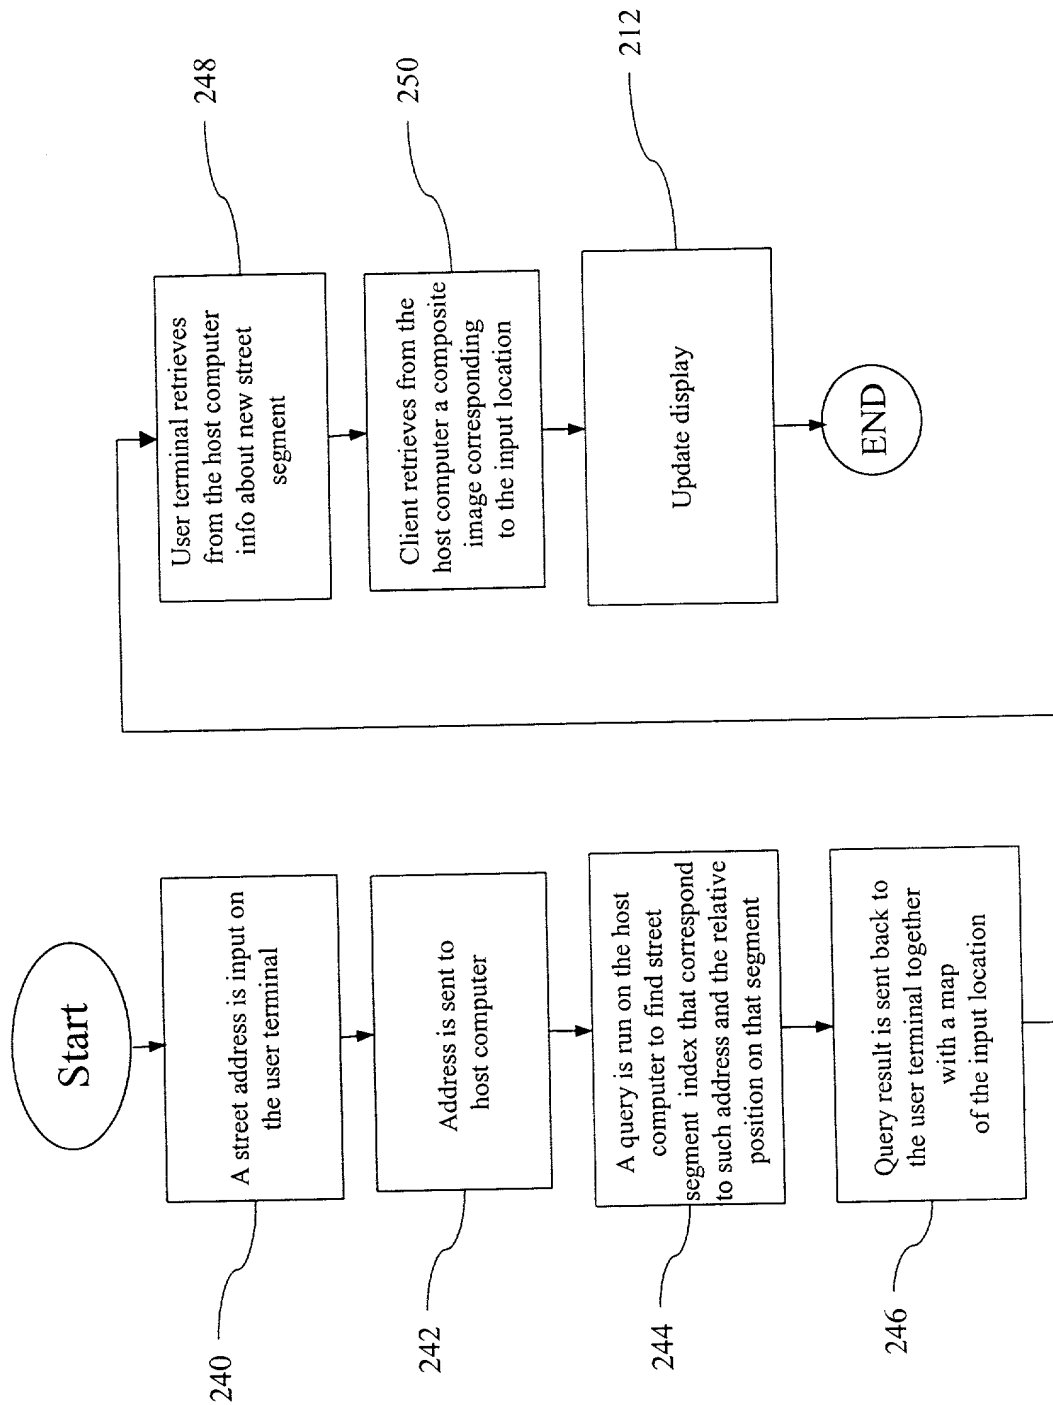 Start
A street address is input on
the user terminal
240
Address is sent to
host computer
242
A query is run on the host
computer to find street
segment index that correspond
to such address and the relative
position on that segment
244
Query result is sent back to
the user terminal together
with a map
of the input location
246
User terminal retrieves
from the host computer
info about new street
segment
248
Client retrieves from the
host computer a composite
image corresponding
to the input location
250
Update display
212
END